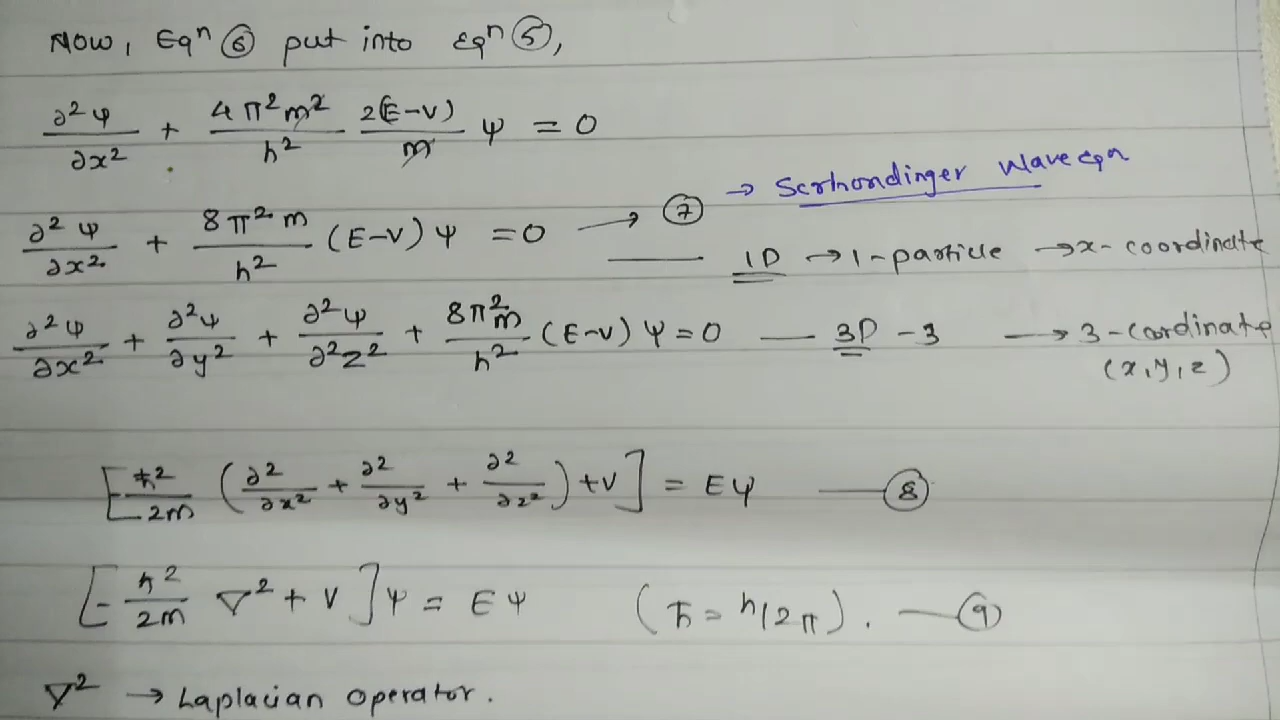 Now, Eqⁿ ⑥ put into Eqⁿ ⑤,
∂²ψ/∂x² + 4π²m²/h² 2(E-V)/m ψ = 0
→ Scrhondinger Wave eqn
∂²ψ/∂x² + 8π²m/h² (E-V) ψ = 0 → ⑦
— 1D → 1-particle → x-coordinate
∂²ψ/∂x² + ∂²ψ/∂y² + ∂²ψ/∂²z² + 8π²m/h² (E-V) ψ = 0 — 3D - 3 → 3-cordinate
(x, y, z)
[-ħ²/2m (∂²/∂x² + ∂²/∂y² + ∂²/∂z²) + V] = Eψ — ⑧
[-ħ²/2m ∇² + V] ψ = Eψ (ħ = h/2π). — ⑨
∇² → Laplacian operator.